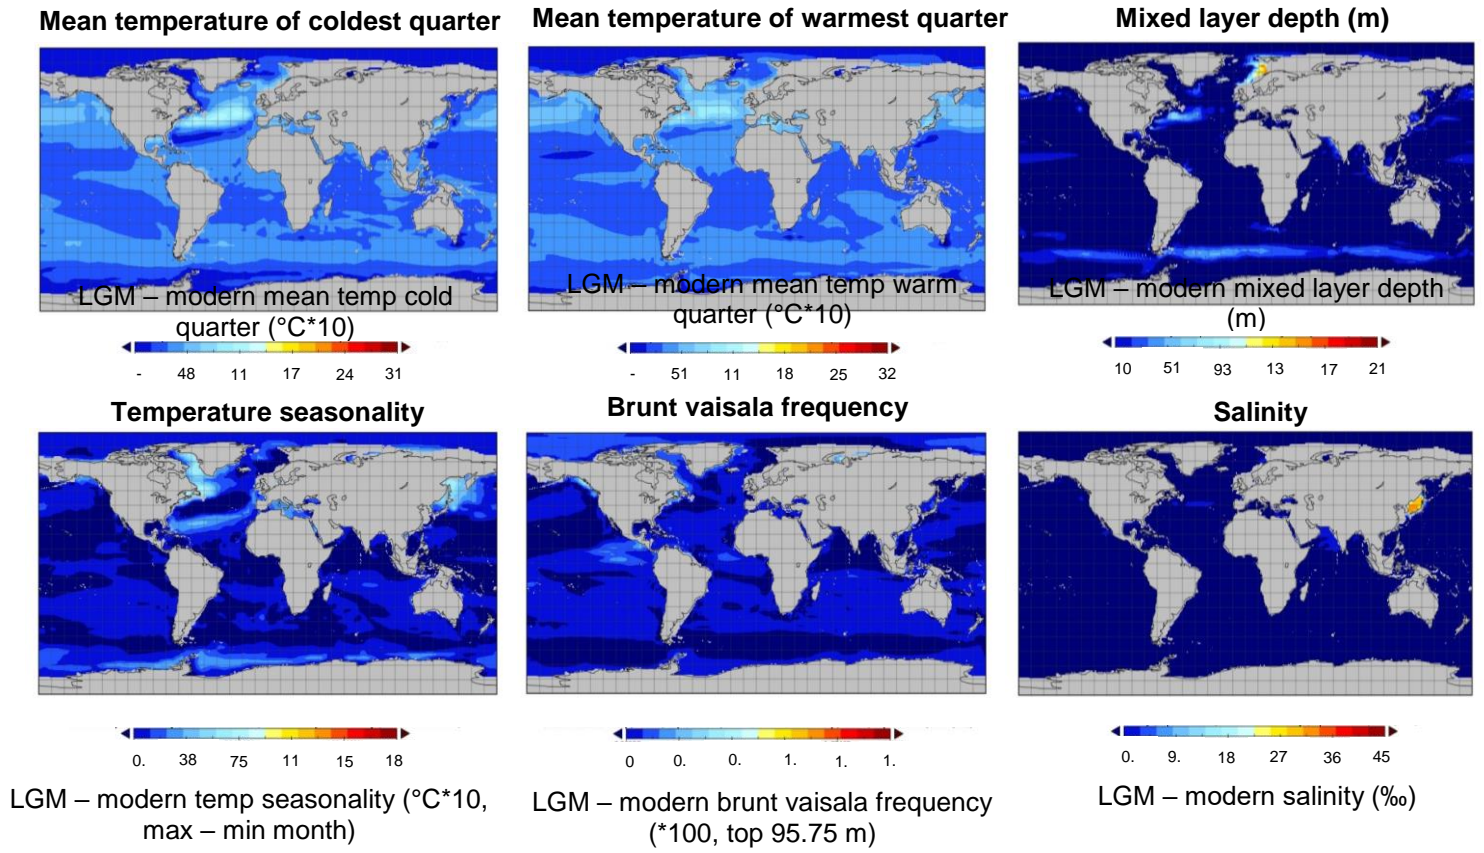 Mean temperature of coldest quarter
Mean temperature of warmest quarter
Mixed layer depth (m)
LGM – modern mean temp cold
quarter (°C*10)
LGM – modern mean temp warm
quarter (°C*10)
LGM – modern mixed layer depth
(m)
- 48 11 17 24 31
- 51 11 18 25 32
10 51 93 13 17 21
Temperature seasonality
Brunt vaisala frequency
Salinity
0. 38 75 11 15 18
0 0. 0. 1. 1. 1.
0. 9. 18 27 36 45
LGM – modern temp seasonality (°C*10,
max – min month)
LGM – modern brunt vaisala frequency
(*100, top 95.75 m)
LGM – modern salinity (‰)